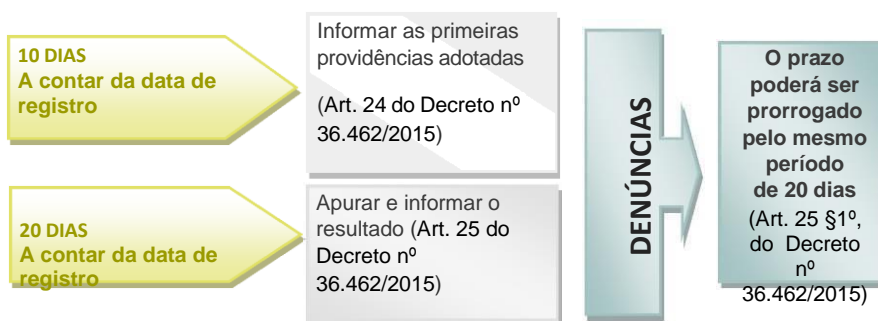 10 DIAS
A contar da data de
registro
Informar as primeiras
providências adotadas
(Art. 24 do Decreto nº
36.462/2015)
20 DIAS
A contar da data de
registro
Apurar e informar o
resultado (Art. 25 do
Decreto nº
36.462/2015)
DENÚNCIAS
O prazo
poderá ser
prorrogado
pelo mesmo
período
de 20 dias
(Art. 25 §1º,
do Decreto
nº
36.462/2015)